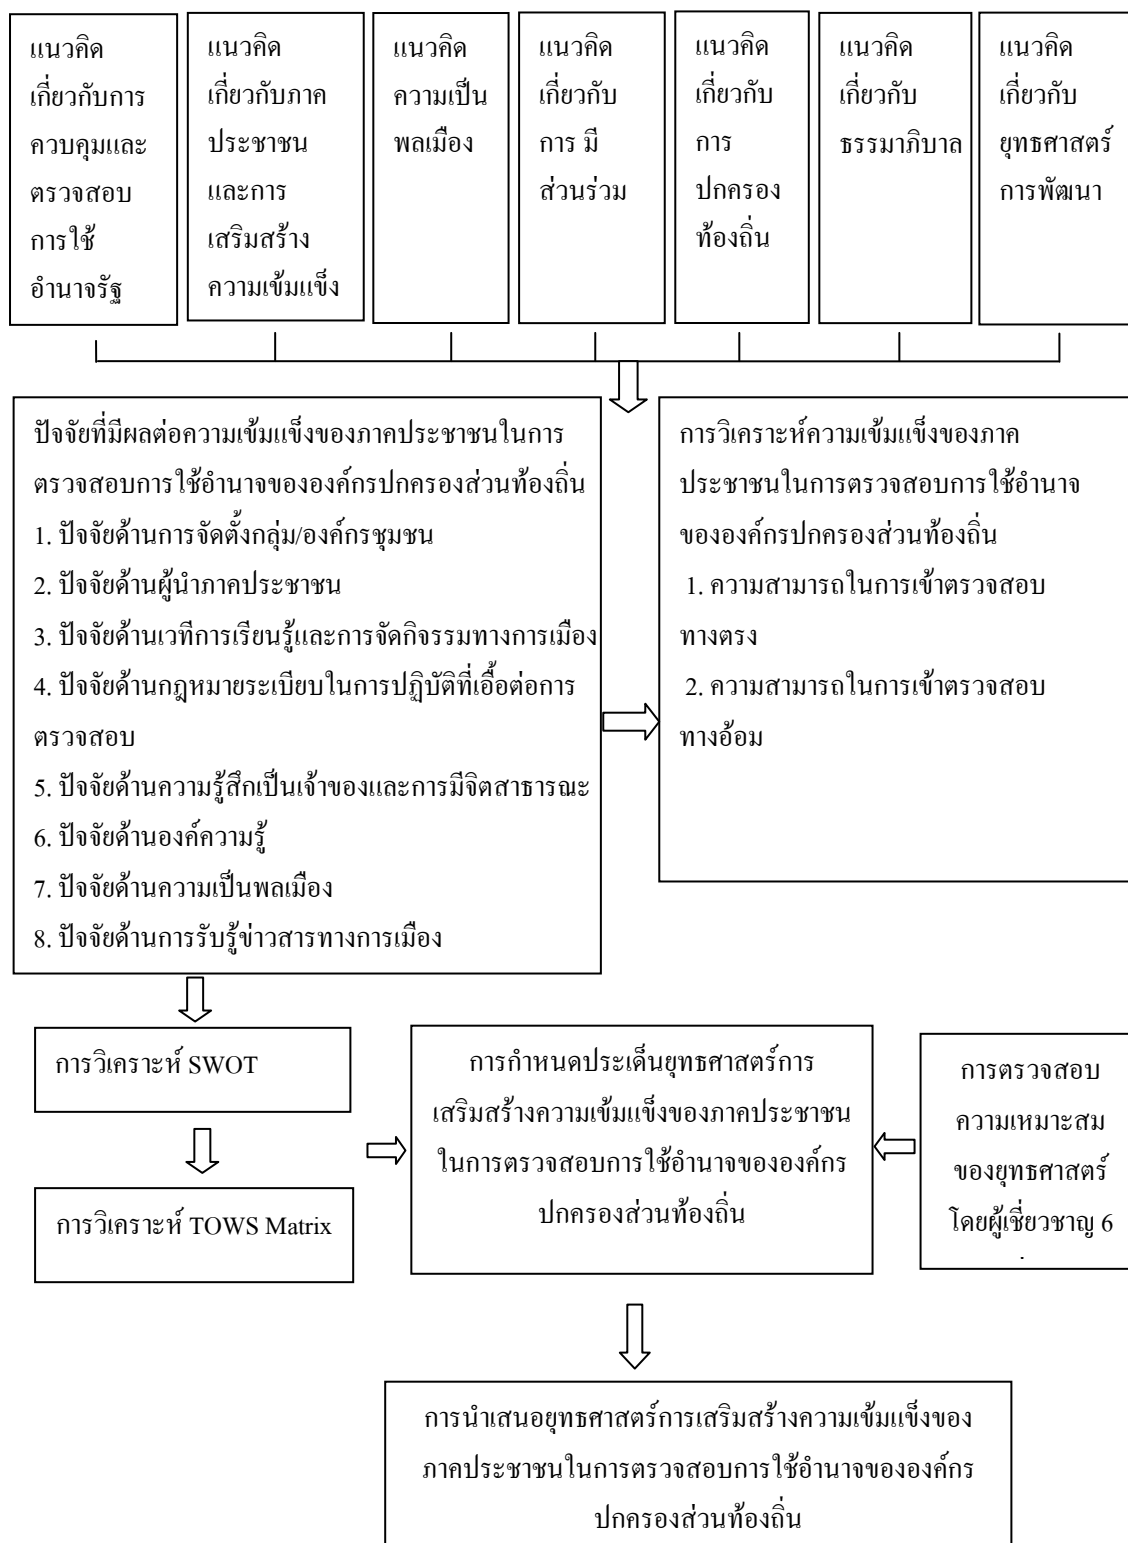 แนวคิด
เกี่ยวกับการ
ควบคุมและ
ตรวจสอบ
การใช้
อำนาจรัฐ
แนวคิด
เกี่ยวกับภาค
ประชาชน
และการ
เสริมสร้าง
ความเข้มแข็ง
แนวคิด
ความเป็น
พลเมือง
แนวคิด
เกี่ยวกับ
การ มี
ส่วนร่วม
แนวคิด
เกี่ยวกับ
การ
ปกครอง
ท้องถิ่น
แนวคิด
เกี่ยวกับ
ธรรมาภิบาล
แนวคิด
เกี่ยวกับ
ยุทธศาสตร์
การพัฒนา
ปัจจัยที่มีผลต่อความเข้มแข็งของภาคประชาชนในการ
ตรวจสอบการใช้อำนาจขององค์กรปกครองส่วนท้องถิ่น
1. ปัจจัยด้านการจัดตั้งกลุ่ม/องค์กรชุมชน
2. ปัจจัยด้านผู้นำภาคประชาชน
3. ปัจจัยด้านเวทีการเรียนรู้และการจัดกิจรรมทางการเมือง
4. ปัจจัยด้านกฎหมายระเบียบในการปฏิบัติที่เอื้อต่อการ
ตรวจสอบ
5. ปัจจัยด้านความรู้สึกเป็นเจ้าของและการมีจิตสาธารณะ
6. ปัจจัยด้านองค์ความรู้
7. ปัจจัยด้านความเป็นพลเมือง
8. ปัจจัยด้านการรับรู้ข่าวสารทางการเมือง
การวิเคราะห์ความเข้มแข็งของภาค
ประชาชนในการตรวจสอบการใช้อำนาจ
ขององค์กรปกครองส่วนท้องถิ่น
1. ความสามารถในการเข้าตรวจสอบ
ทางตรง
2. ความสามารถในการเข้าตรวจสอบ
ทางอ้อม
การวิเคราะห์ SWOT
การวิเคราะห์ TOWS Matrix
การกำหนดประเด็นยุทธศาสตร์การ
เสริมสร้างความเข้มแข็งของภาคประชาชน
ในการตรวจสอบการใช้อำนาจขององค์กร
ปกครองส่วนท้องถิ่น
การตรวจสอบ
ความเหมาะสม
ของยุทธศาสตร์
โดยผู้เชี่ยวชาญ 6
การนำเสนอยุทธศาสตร์การเสริมสร้างความเข้มแข็งของ
ภาคประชาชนในการตรวจสอบการใช้อำนาจขององค์กร
ปกครองส่วนท้องถิ่น